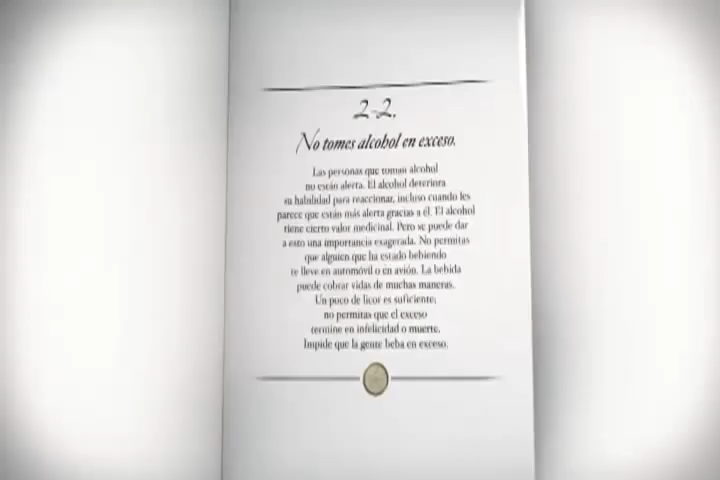 2-2.
No tomes alcohol en exceso.
Las personas que toman alcohol
no están alerta. El alcohol deteriora
su habilidad para reaccionar, incluso cuando les
parece que están más alerta gracias a él. El alcohol
tiene cierto valor medicinal. Pero se puede dar
a esto una importancia exagerada. No permitas
que alguien que ha estado bebiendo
te lleve en automóvil o en avión. La bebida
puede cobrar vidas de muchas maneras.
Un poco de licor es suficiente;
no permitas que el exceso
termine en infelicidad o muerte.
Impide que la gente beba en exceso.